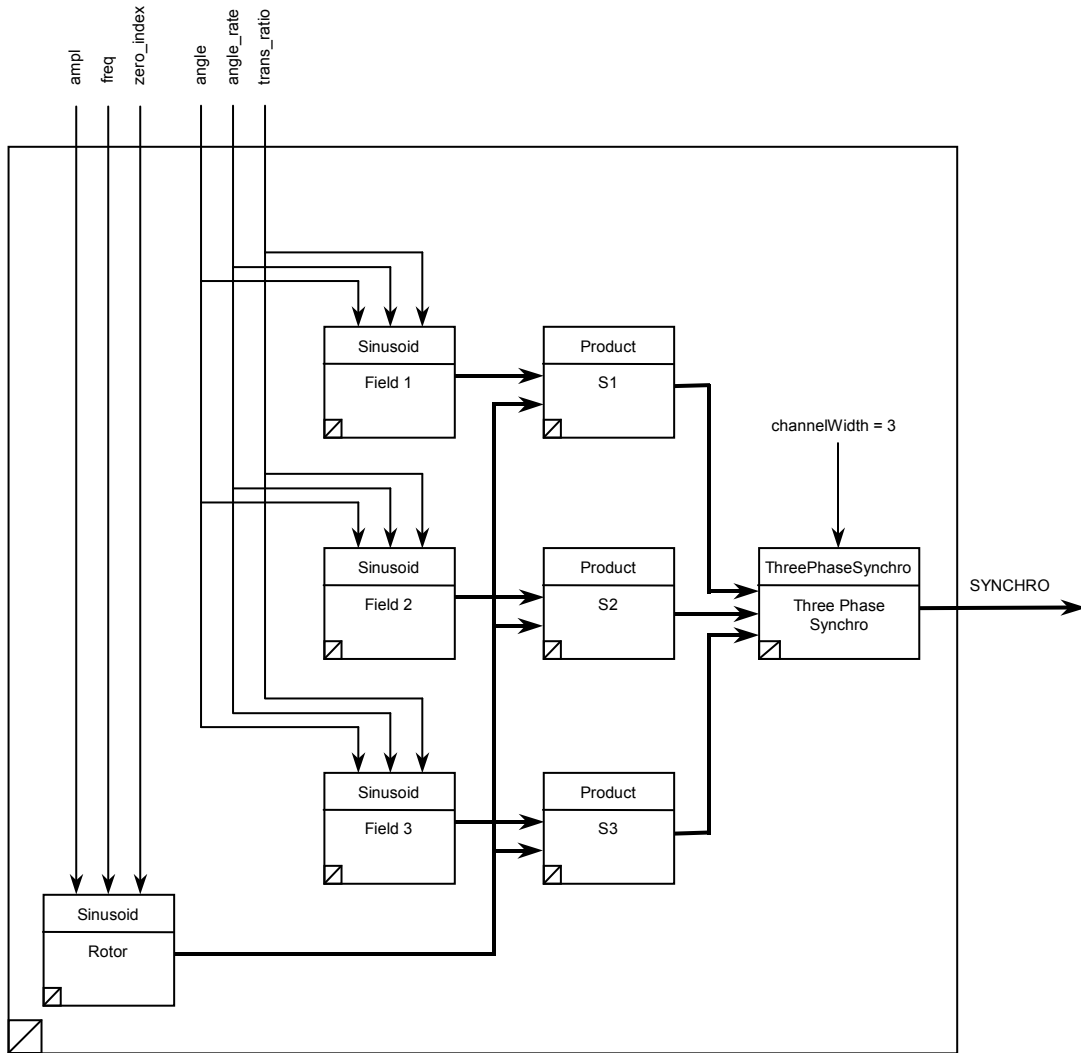 ampl
freq
zero_index
angle
angle_rate
trans_ratio
Sinusoid
Field 1
Product
S1
channelWidth = 3
Sinusoid
Field 2
Product
S2
ThreePhaseSynchro
Three Phase
Synchro
SYNCHRO
Sinusoid
Field 3
Product
S3
Sinusoid
Rotor